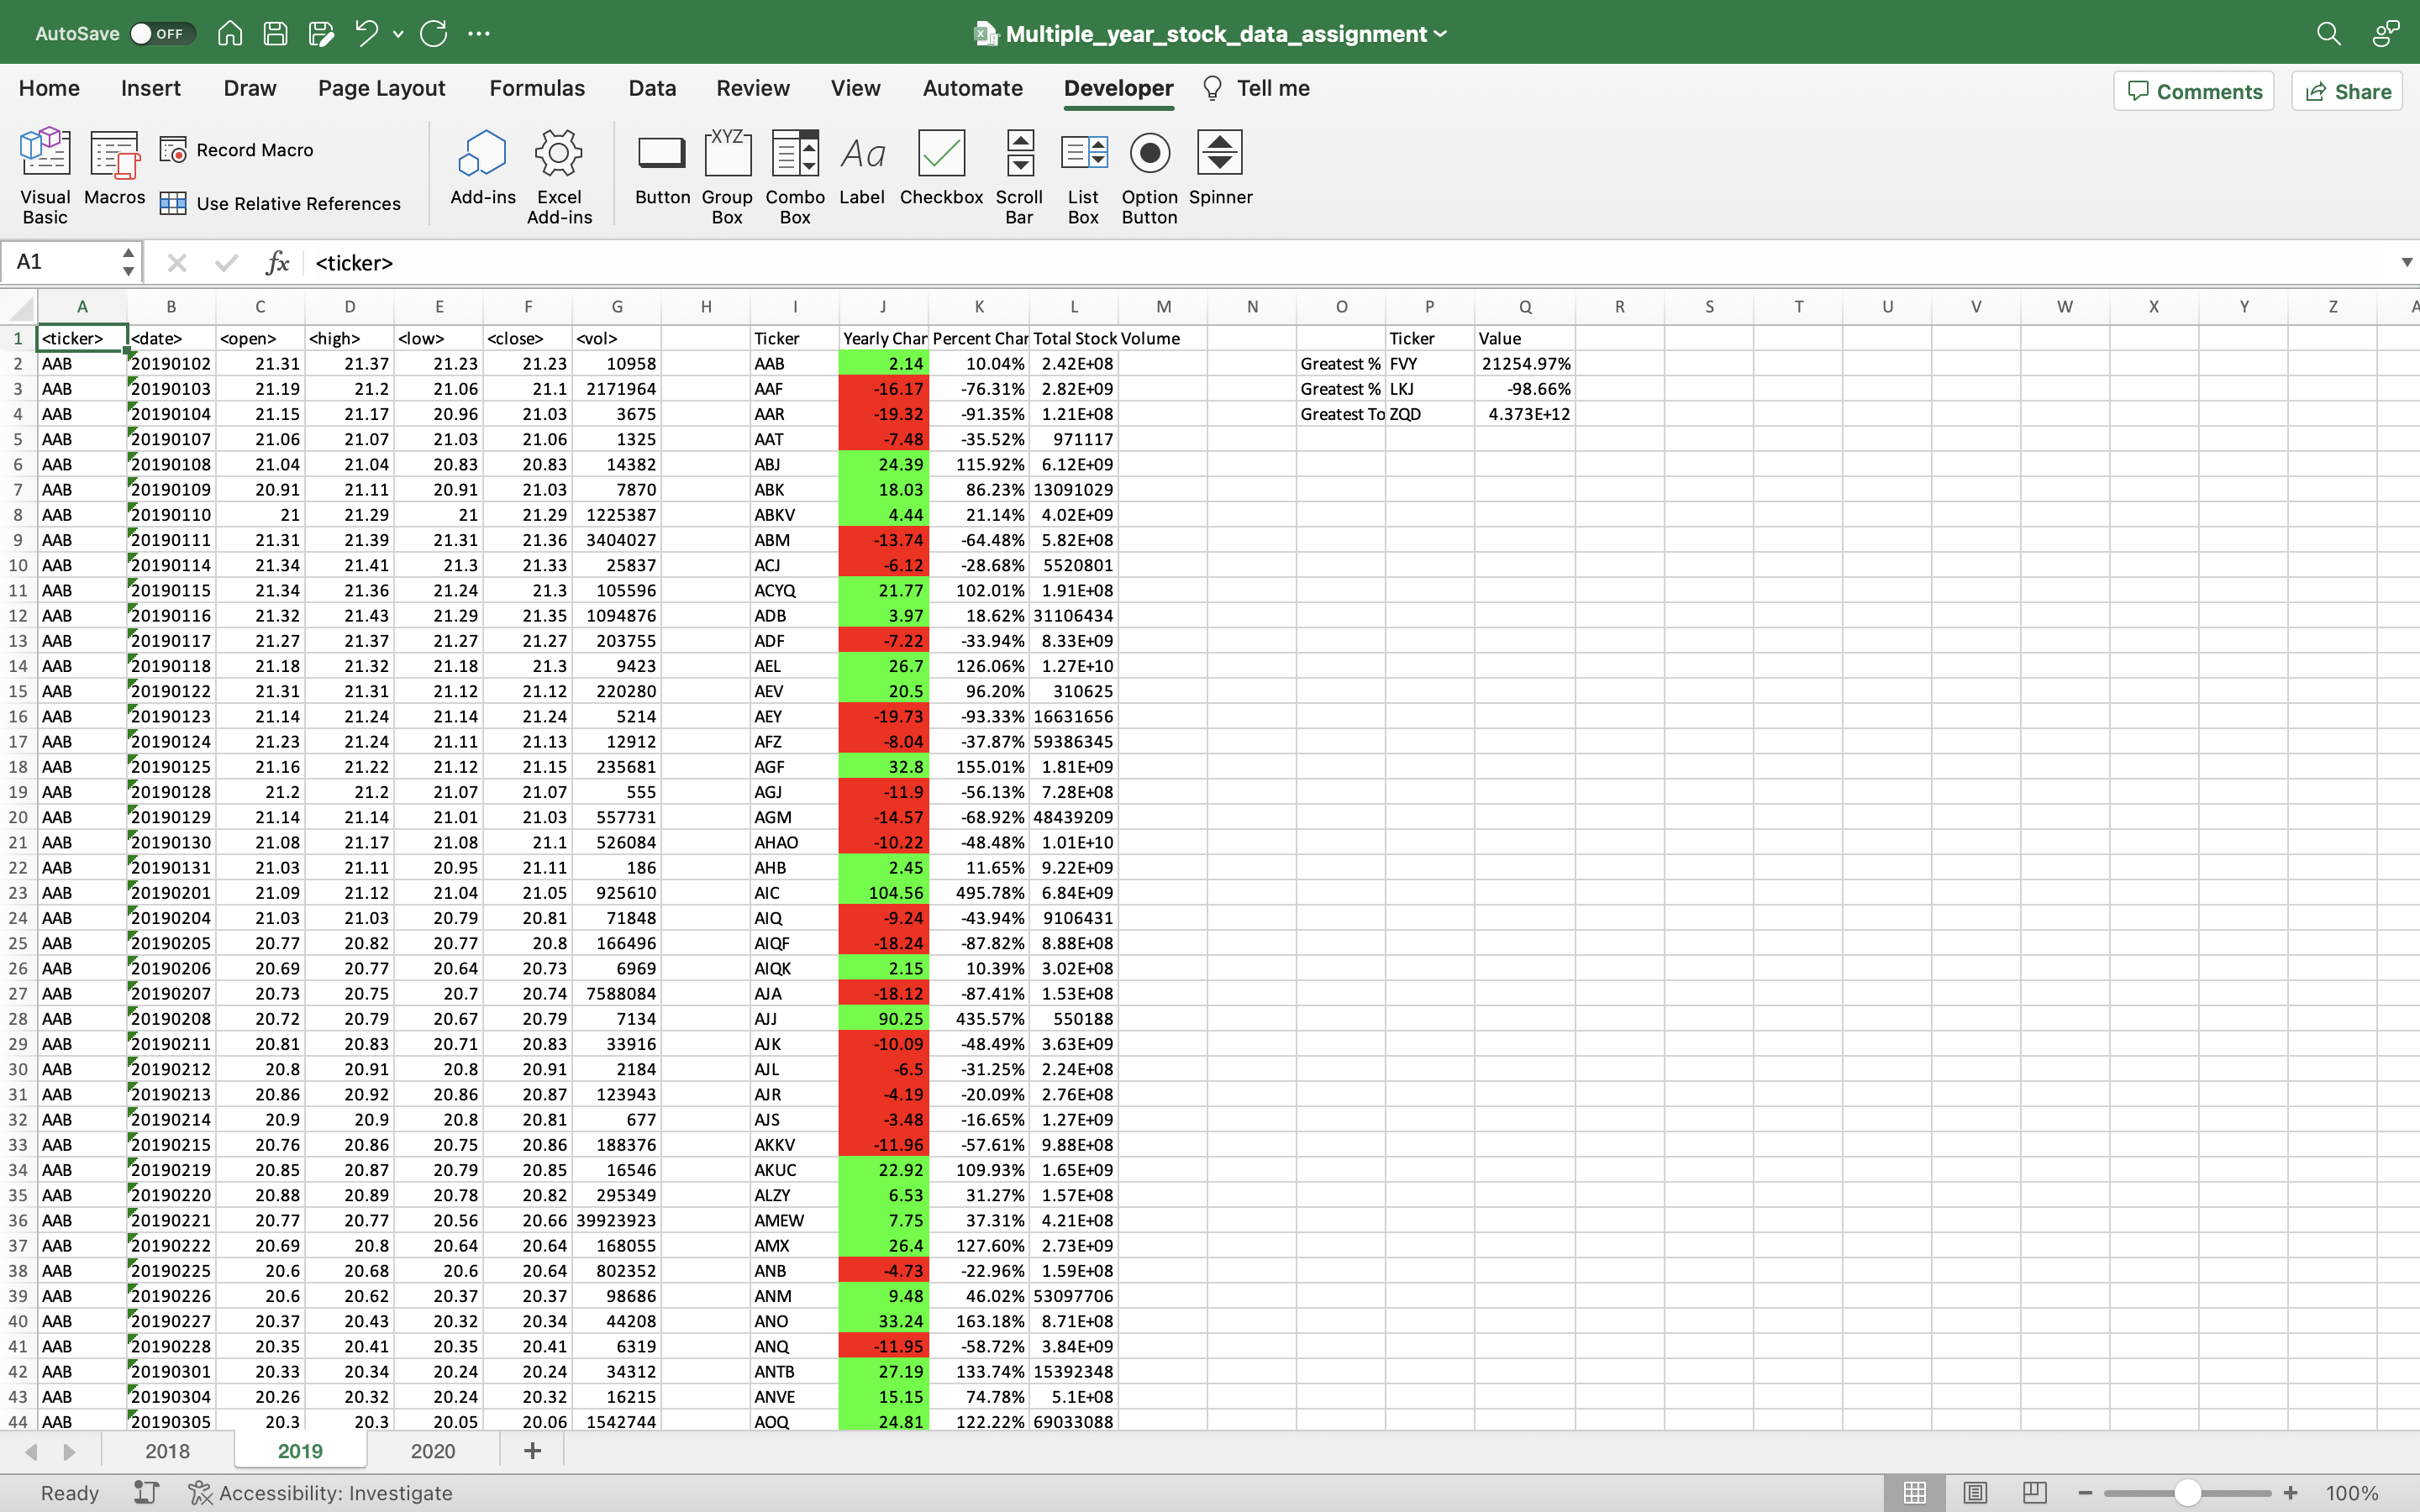 AutoSave OFF Multiple_year_stock_data_assignment
Home Insert Draw Page Layout Formulas Data Review View Automate Developer Tell me Comments Share
Visual Basic Macros Record Macro Use Relative References Add-ins Excel Add-ins Button Group Box Combo Box Label Checkbox Scroll Bar List Box Option Button Spinner
XYZ Aa
A1 fx <ticker>
A B C D E F G H I J K L M N O P Q R S T U V W X Y Z
1 <ticker> <date> <open> <high> <low> <close> <vol> Ticker Yearly Char Percent Char Total Stock Volume Ticker Value
2 AAB 20190102 21.31 21.37 21.23 21.23 10958 AAB 2.14 10.04% 2.42E+08 Greatest % FVY 21254.97%
3 AAB 20190103 21.19 21.2 21.06 21.1 2171964 AAF -16.17 -76.31% 2.82E+09 Greatest % LKJ -98.66%
4 AAB 20190104 21.15 21.17 20.96 21.03 3675 AAR -19.32 -91.35% 1.21E+08 Greatest To ZQD 4.373E+12
5 AAB 20190107 21.06 21.07 21.03 21.06 1325 AAT -7.48 -35.52% 971117
6 AAB 20190108 21.04 21.04 20.83 20.83 14382 ABJ 24.39 115.92% 6.12E+09
7 AAB 20190109 20.91 21.11 20.91 21.03 7870 ABK 18.03 86.23% 13091029
8 AAB 20190110 21 21.29 21 21.29 1225387 ABKV 4.44 21.14% 4.02E+09
9 AAB 20190111 21.31 21.39 21.31 21.36 3404027 ABM -13.74 -64.48% 5.82E+08
10 AAB 20190114 21.34 21.41 21.3 21.33 25837 ACJ -6.12 -28.68% 5520801
11 AAB 20190115 21.34 21.36 21.24 21.3 105596 ACYQ 21.77 102.01% 1.91E+08
12 AAB 20190116 21.32 21.43 21.29 21.35 1094876 ADB 3.97 18.62% 31106434
13 AAB 20190117 21.27 21.37 21.27 21.27 203755 ADF -7.22 -33.94% 8.33E+09
14 AAB 20190118 21.18 21.32 21.18 21.3 9423 AEL 26.7 126.06% 1.27E+10
15 AAB 20190122 21.31 21.31 21.12 21.12 220280 AEV 20.5 96.20% 310625
16 AAB 20190123 21.14 21.24 21.14 21.24 5214 AEY -19.73 -93.33% 16631656
17 AAB 20190124 21.23 21.24 21.11 21.13 12912 AFZ -8.04 -37.87% 59386345
18 AAB 20190125 21.16 21.22 21.12 21.15 235681 AGF 32.8 155.01% 1.81E+09
19 AAB 20190128 21.2 21.2 21.07 21.07 555 AGJ -11.9 -56.13% 7.28E+08
20 AAB 20190129 21.14 21.14 21.01 21.03 557731 AGM -14.57 -68.92% 48439209
21 AAB 20190130 21.08 21.17 21.08 21.1 526084 AHAO -10.22 -48.48% 1.01E+10
22 AAB 20190131 21.03 21.11 20.95 21.11 186 AHB 2.45 11.65% 9.22E+09
23 AAB 20190201 21.09 21.12 21.04 21.05 925610 AIC 104.56 495.78% 6.84E+09
24 AAB 20190204 21.03 21.03 20.79 20.81 71848 AIQ -9.24 -43.94% 9106431
25 AAB 20190205 20.77 20.82 20.77 20.8 166496 AIQF -18.24 -87.82% 8.88E+08
26 AAB 20190206 20.69 20.77 20.64 20.73 6969 AIQK 2.15 10.39% 3.02E+08
27 AAB 20190207 20.73 20.75 20.7 20.74 7588084 AJA -18.12 -87.41% 1.53E+08
28 AAB 20190208 20.72 20.79 20.67 20.79 7134 AJJ 90.25 435.57% 550188
29 AAB 20190211 20.81 20.83 20.71 20.83 33916 AJK -10.09 -48.49% 3.63E+09
30 AAB 20190212 20.8 20.91 20.8 20.91 2184 AJL -6.5 -31.25% 2.24E+08
31 AAB 20190213 20.86 20.92 20.86 20.87 123943 AJR -4.19 -20.09% 2.76E+08
32 AAB 20190214 20.9 20.9 20.8 20.81 677 AJS -3.48 -16.65% 1.27E+09
33 AAB 20190215 20.76 20.86 20.75 20.86 188376 AKKV -11.96 -57.61% 9.88E+08
34 AAB 20190219 20.85 20.87 20.79 20.85 16546 AKUC 22.92 109.93% 1.65E+09
35 AAB 20190220 20.88 20.89 20.78 20.82 295349 ALZY 6.53 31.27% 1.57E+08
36 AAB 20190221 20.77 20.77 20.56 20.66 39923923 AMEW 7.75 37.31% 4.21E+08
37 AAB 20190222 20.69 20.8 20.64 20.64 168055 AMX 26.4 127.60% 2.73E+09
38 AAB 20190225 20.6 20.68 20.6 20.64 802352 ANB -4.73 -22.96% 1.59E+08
39 AAB 20190226 20.6 20.62 20.37 20.37 98686 ANM 9.48 46.02% 53097706
40 AAB 20190227 20.37 20.43 20.32 20.34 44208 ANO 33.24 163.18% 8.71E+08
41 AAB 20190228 20.35 20.41 20.35 20.41 6319 ANQ -11.95 -58.72% 3.84E+09
42 AAB 20190301 20.33 20.34 20.24 20.24 34312 ANTB 27.19 133.74% 15392348
43 AAB 20190304 20.26 20.32 20.24 20.32 16215 ANVE 15.15 74.78% 5.1E+08
44 AAB 20190305 20.3 20.3 20.05 20.06 1542744 AOQ 24.81 122.22% 69033088
2018 2019 2020 +
Ready Accessibility: Investigate 100%